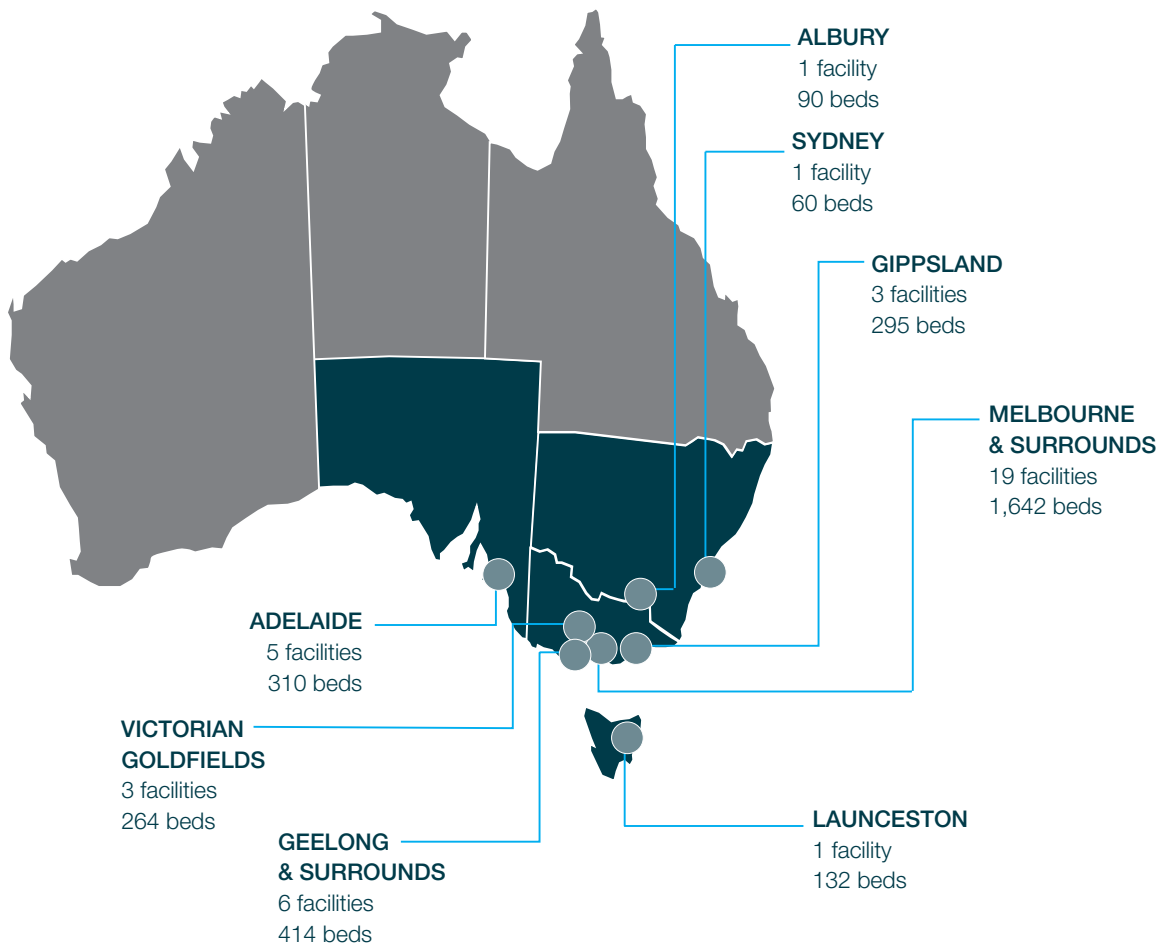 ALBURY
1 facility
90 beds
SYDNEY
1 facility
60 beds
GIPPSLAND
3 facilities
295 beds
MELBOURNE
& SURROUNDS
19 facilities
1,642 beds
ADELAIDE
5 facilities
310 beds
VICTORIAN
GOLDFIELDS
3 facilities
264 beds
GEELONG
& SURROUNDS
6 facilities
414 beds
LAUNCESTON
1 facility
132 beds